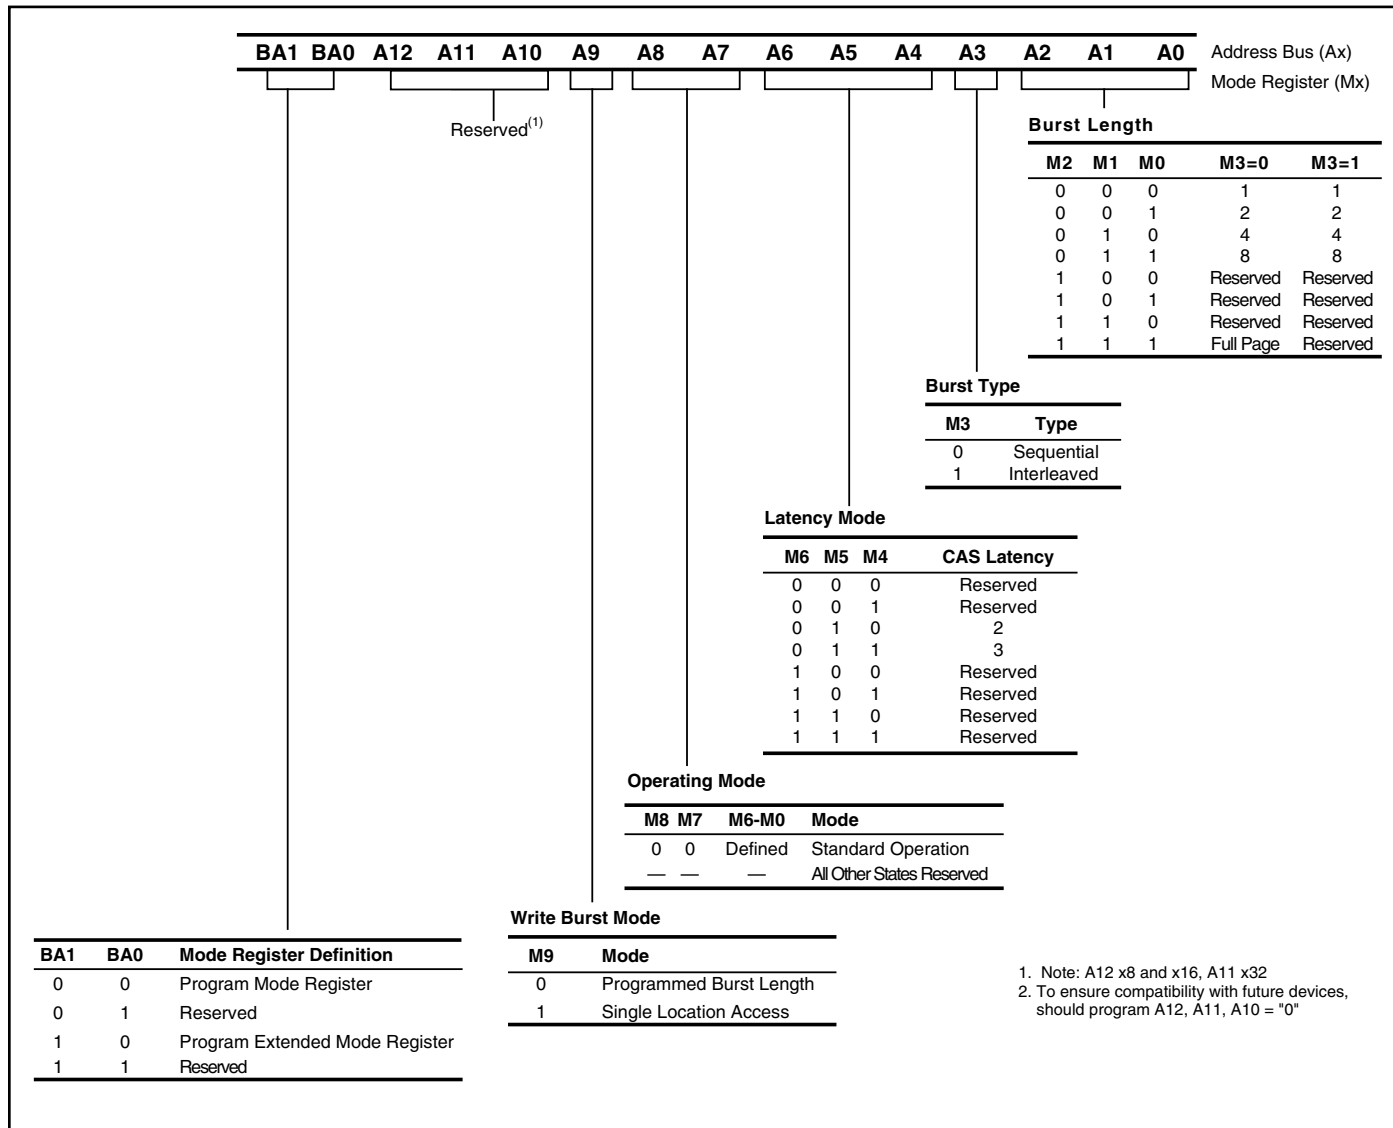 BA1 BA0 A12 A11 A10 A9 A8 A7 A6 A5 A4 A3 A2 A1 A0 Address Bus (Ax)
Mode Register (Mx)
Reserved(1)
Burst Length
M2 M1 M0 M3=0 M3=1
0 0 0 1 1
0 0 1 2 2
0 1 0 4 4
0 1 1 8 8
1 0 0 Reserved Reserved
1 0 1 Reserved Reserved
1 1 0 Reserved Reserved
1 1 1 Full Page Reserved
Burst Type
M3 Type
0 Sequential
1 Interleaved
Latency Mode
M6 M5 M4 CAS Latency
0 0 0 Reserved
0 0 1 Reserved
0 1 0 2
0 1 1 3
1 0 0 Reserved
1 0 1 Reserved
1 1 0 Reserved
1 1 1 Reserved
Operating Mode
M8 M7 M6-M0 Mode
0 0 Defined Standard Operation
— — — All Other States Reserved
Write Burst Mode
M9 Mode
0 Programmed Burst Length
1 Single Location Access
BA1 BA0 Mode Register Definition
0 0 Program Mode Register
0 1 Reserved
1 0 Program Extended Mode Register
1 1 Reserved
1. Note: A12 x8 and x16, A11 x32
2. To ensure compatibility with future devices,
should program A12, A11, A10 = "0"